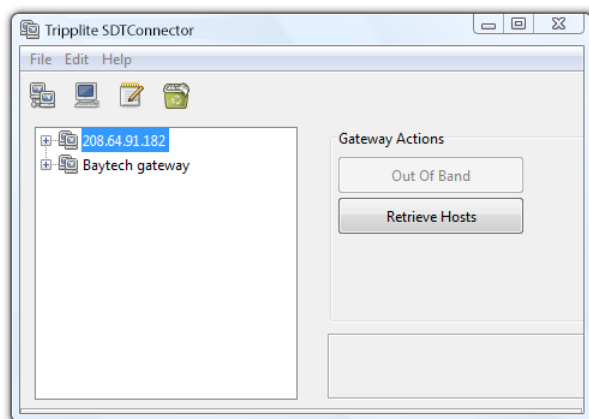 Tripplite SDTConnector
File Edit Help
208.64.91.182
Baytech gateway
Gateway Actions
Out Of Band
Retrieve Hosts